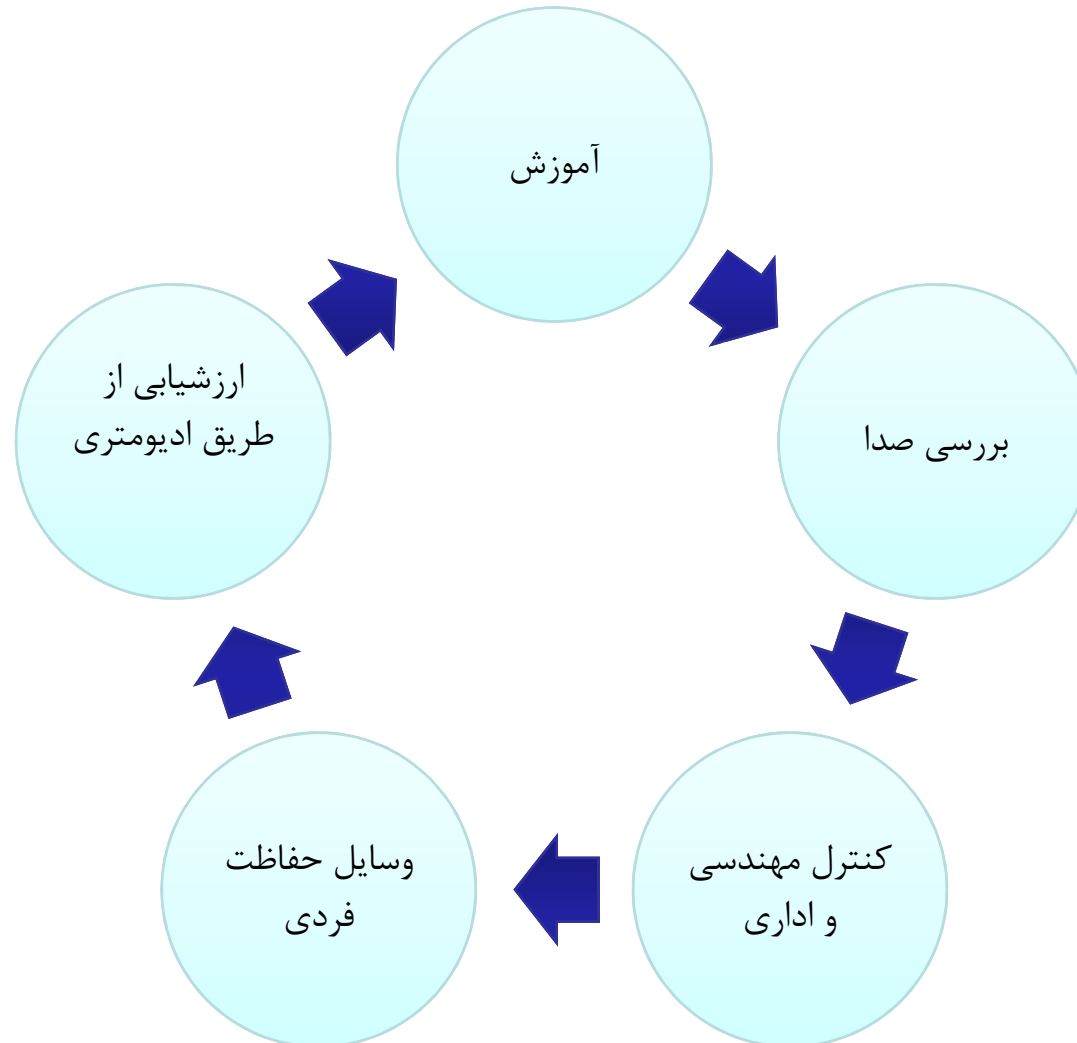 آموزش
بررسی صدا
کنترل مهندسی
و اداری
وسایل حفاظت
فردی
ارزشیابی از
طریق ادیومتری